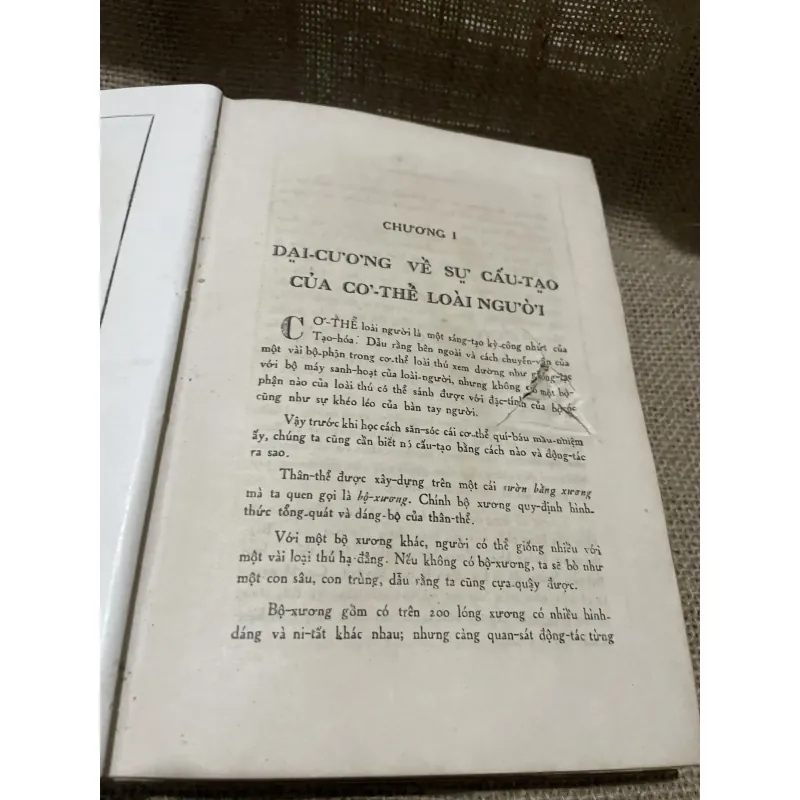 CHƯƠNG I
DẠI-CƯƠNG VỀ SỰ CẤU-TẠO
CỦA CƠ-THỂ LOÀI NGƯỜI
CƠ-THỂ loài người là một sáng-tạo kỳ-công nhứt của
Tạo-hóa. Dẫu rằng bên ngoài và cách chuyển-vận của
một vài bộ-phận trong cơ-thể loài thú xem dường như giống-tạc
với bộ máy sanh-hoạt của loài-người, nhưng không có một bộ-
phận nào của loài thú có thể sánh được với đặc-tính của bộ-óc
cũng như sự khéo léo của bàn tay người.
Vậy trước khi học cách săn-sóc cái cơ-thể quí-báu mầu-nhiệm
ấy, chúng ta cũng cần biết nó cấu-tạo bằng cách nào và động-tác
ra sao.
Thân-thể được xây-dựng trên một cái sườn bằng xương
mà ta quen gọi là bộ-xương. Chính bộ xương quy-định hình-
thức tổng-quát và dáng-bộ của thân-thể.
Với một bộ xương khác, người có thể giống nhiều với
một vài loại thú hạ-đẳng. Nếu không có bộ-xương, ta sẽ bò như
một con sâu, con trùng, dẫu rằng ta cũng cựa-quậy được.
Bộ-xương gồm có trên 200 lóng xương có nhiều hình-
dáng và ni-tất khác nhau; nhưng càng quan-sát động-tác từng